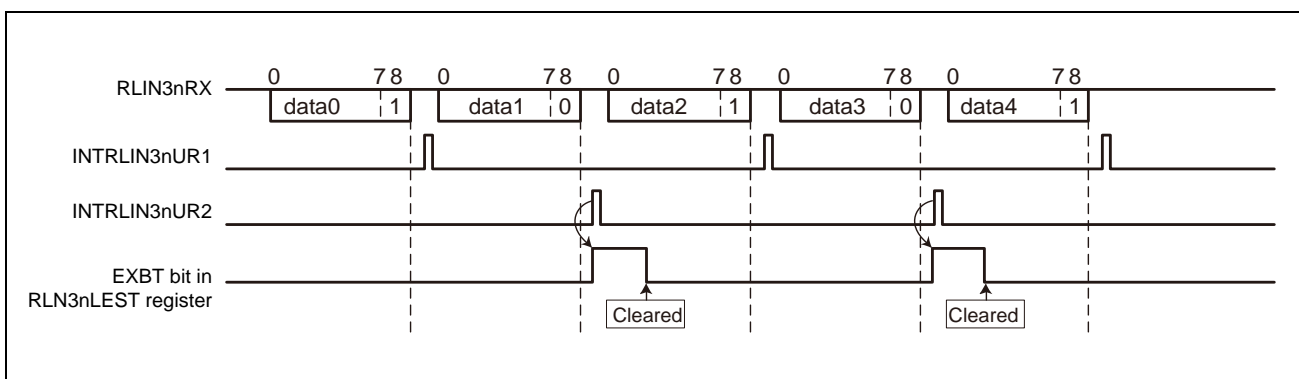 0 7 8 0 7 8 0 7 8 0 7 8 0 7 8
RLIN3nRX
data0 1 data1 0 data2 1 data3 0 data4 1
INTRLIN3nUR1
INTRLIN3nUR2
EXBT bit in
RLN3nLEST register
Cleared Cleared